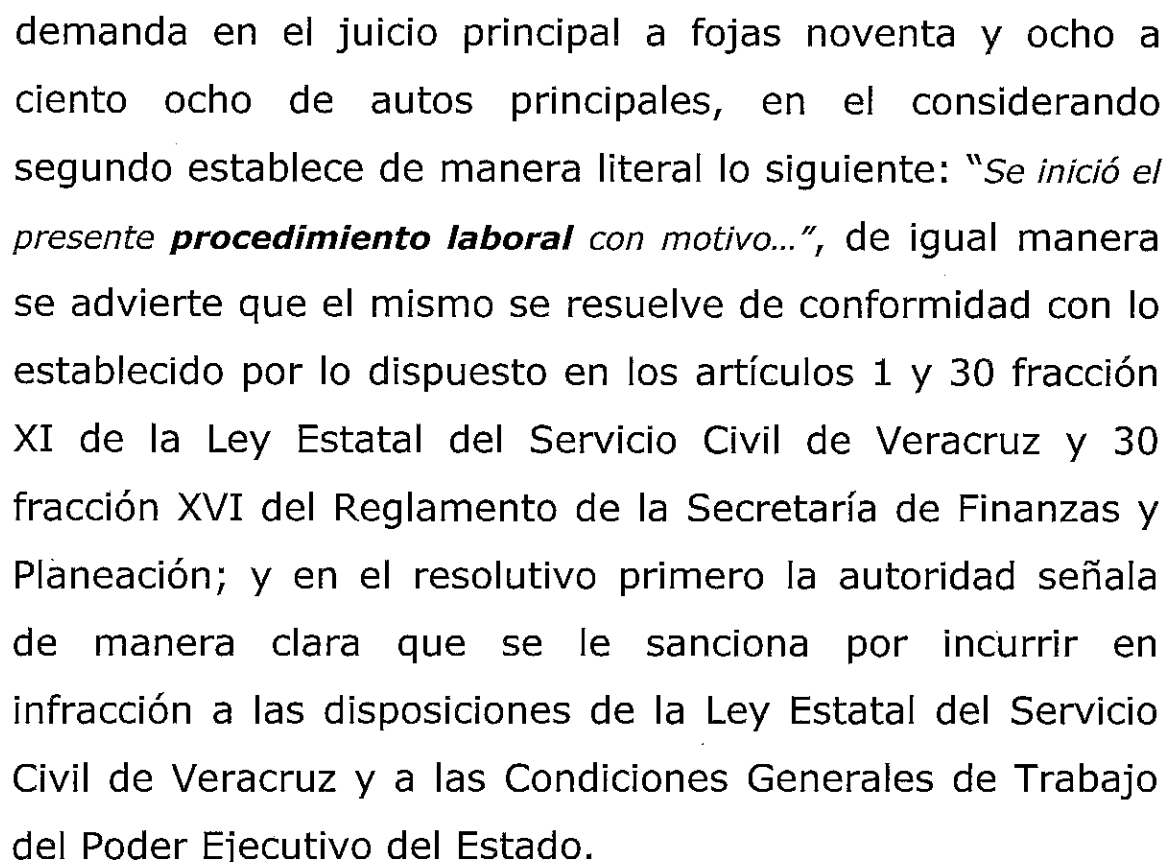 demanda en el juicio principal a fojas noventa y ocho a
ciento ocho de autos principales, en el considerando
segundo establece de manera literal lo siguiente: "Se inició el
presente procedimiento laboral con motivo...", de igual manera
se advierte que el mismo se resuelve de conformidad con lo
establecido por lo dispuesto en los artículos 1 y 30 fracción
XI de la Ley Estatal del Servicio Civil de Veracruz y 30
fracción XVI del Reglamento de la Secretaría de Finanzas y
Planeación; y en el resolutivo primero la autoridad señala
de manera clara que se le sanciona por incurrir en
infracción a las disposiciones de la Ley Estatal del Servicio
Civil de Veracruz y a las Condiciones Generales de Trabajo
del Poder Ejecutivo del Estado.